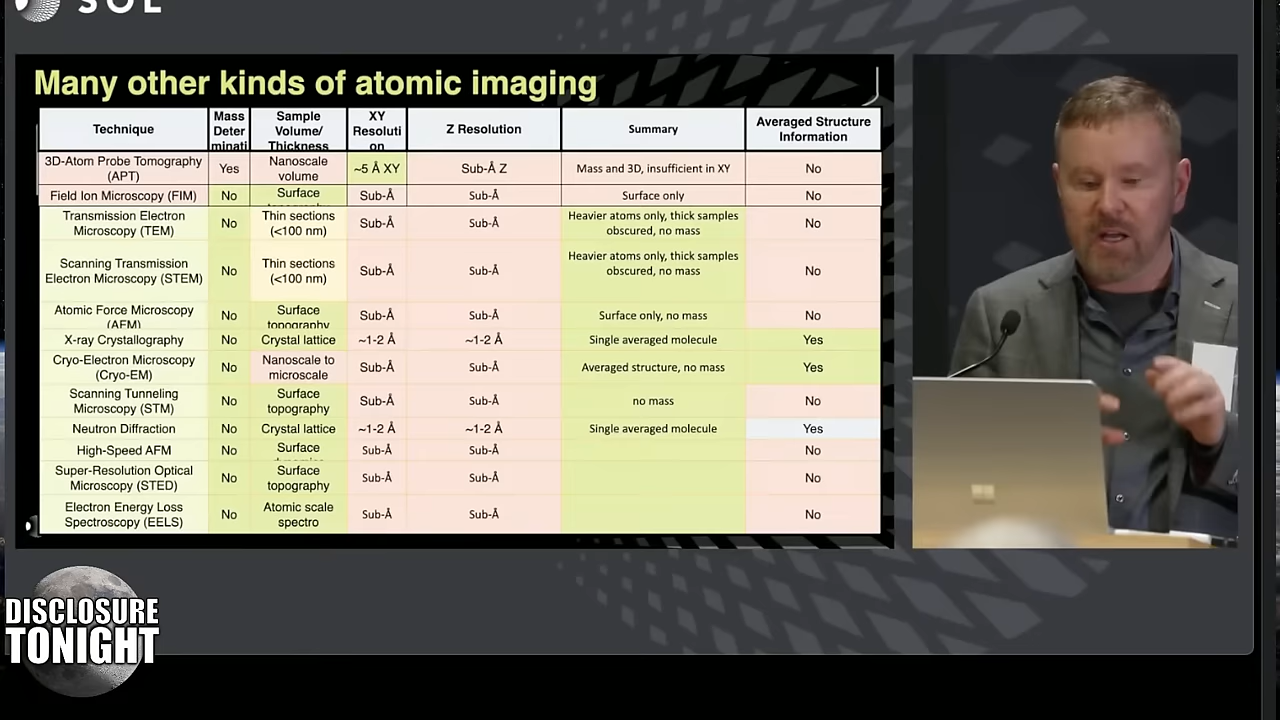 SOL
Many other kinds of atomic imaging
Technique
Mass
Deter
minati
Sample
Volume/
Thickness
XY
Resoluti
on
Z Resolution
Summary
Averaged Structure
Information
3D-Atom Probe Tomography
(APT)
Yes
Nanoscale
volume
~5 Å XY
Sub-Å Z
Mass and 3D, insufficient in XY
No
Field Ion Microscopy (FIM)
No
Surface
Sub-Å
Sub-Å
Surface only
No
Transmission Electron
Microscopy (TEM)
No
Thin sections
(<100 nm)
Sub-Å
Sub-Å
Heavier atoms only, thick samples
obscured, no mass
No
Scanning Transmission
Electron Microscopy (STEM)
No
Thin sections
(<100 nm)
Sub-Å
Sub-Å
Heavier atoms only, thick samples
obscured, no mass
No
Atomic Force Microscopy
(AFM)
No
Surface
topography
Sub-Å
Sub-Å
Surface only, no mass
No
X-ray Crystallography
No
Crystal lattice
~1-2 Å
~1-2 Å
Single averaged molecule
Yes
Cryo-Electron Microscopy
(Cryo-EM)
No
Nanoscale to
microscale
Sub-Å
Sub-Å
Averaged structure, no mass
Yes
Scanning Tunneling
Microscopy (STM)
No
Surface
topography
Sub-Å
Sub-Å
no mass
No
Neutron Diffraction
No
Crystal lattice
~1-2 Å
~1-2 Å
Single averaged molecule
Yes
High-Speed AFM
No
Surface
Sub-Å
Sub-Å
No
Super-Resolution Optical
Microscopy (STED)
No
Surface
topography
Sub-Å
Sub-Å
No
Electron Energy Loss
Spectroscopy (EELS)
No
Atomic scale
spectro
Sub-Å
Sub-Å
No
DISCLOSURE
TONIGHT